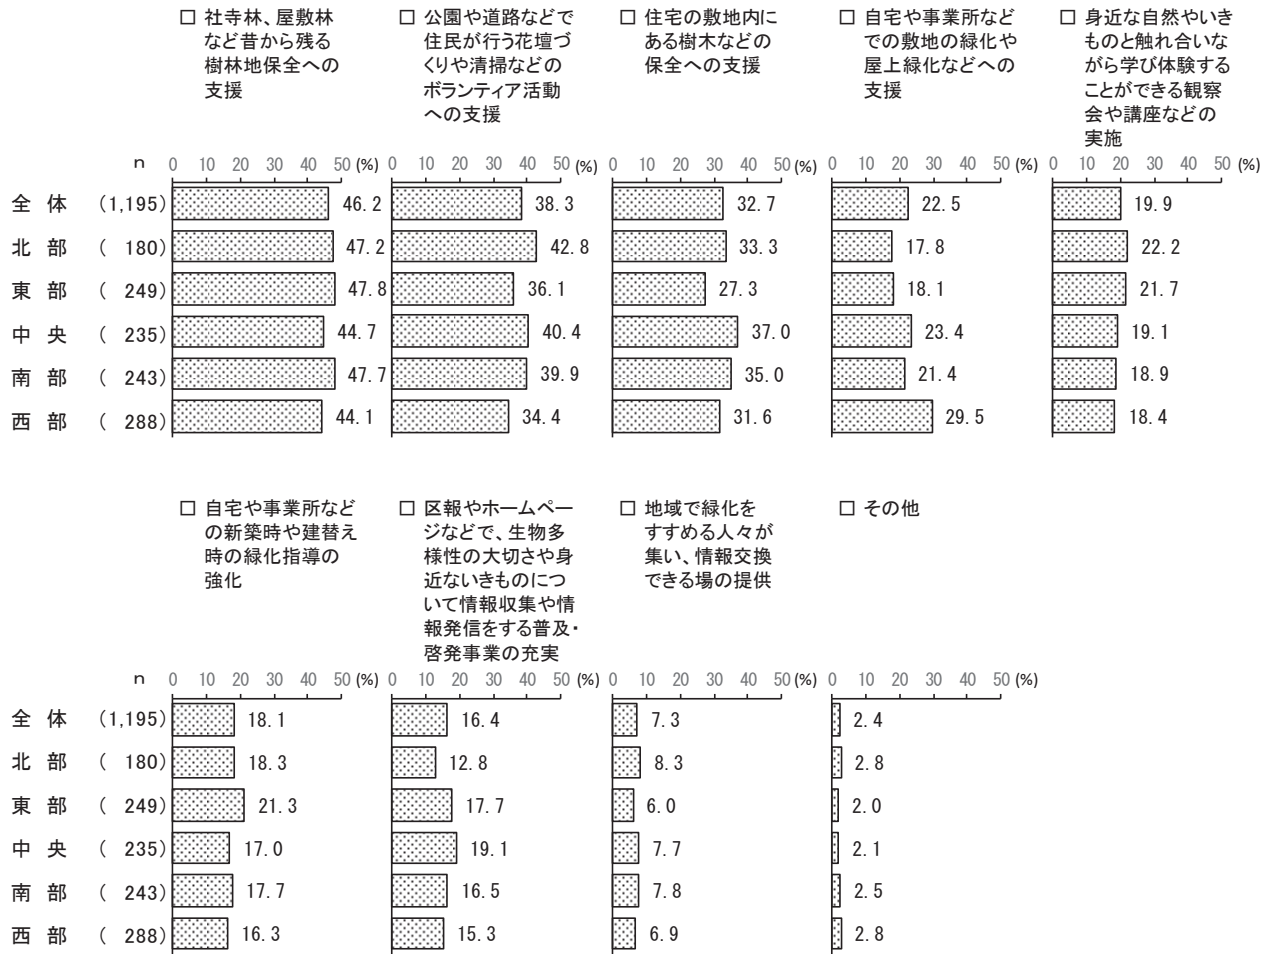 □ 社寺林、屋敷林
など昔から残る
樹林地保全への
支援
□ 公園や道路などで
住民が行う花壇づ
くりや清掃などの
ボランティア活動
への支援
□ 住宅の敷地内に
ある樹木などの
保全への支援
□ 自宅や事業所など
での敷地の緑化や
屋上緑化などへの
支援
□ 身近な自然やいき
ものと触れ合いな
がら学び体験する
ことができる観察
会や講座などの
実施
n 0 10 20 30 40 50 (%) 0 10 20 30 40 50 (%) 0 10 20 30 40 50 (%) 0 10 20 30 40 50 (%) 0 10 20 30 40 50 (%)
全体 (1,195) 46.2 38.3 32.7 22.5 19.9
北部 ( 180) 47.2 42.8 33.3 17.8 22.2
東部 ( 249) 47.8 36.1 27.3 18.1 21.7
中央 ( 235) 44.7 40.4 37.0 23.4 19.1
南部 ( 243) 47.7 39.9 35.0 21.4 18.9
西部 ( 288) 44.1 34.4 31.6 29.5 18.4
□ 自宅や事業所など
の新築時や建替え
時の緑化指導の
強化
□ 区報やホームペー
ジなどで、生物多
様性の大切さや身
近ないきものにつ
いて情報収集や情
報発信をする普及・
啓発事業の充実
□ 地域で緑化を
すすめる人々が
集い、情報交換
できる場の提供
□ その他
n 0 10 20 30 40 50 (%) 0 10 20 30 40 50 (%) 0 10 20 30 40 50 (%) 0 10 20 30 40 50 (%)
全体 (1,195) 18.1 16.4 7.3 2.4
北部 ( 180) 18.3 12.8 8.3 2.8
東部 ( 249) 21.3 17.7 6.0 2.0
中央 ( 235) 17.0 19.1 7.7 2.1
南部 ( 243) 17.7 16.5 7.8 2.5
西部 ( 288) 16.3 15.3 6.9 2.8